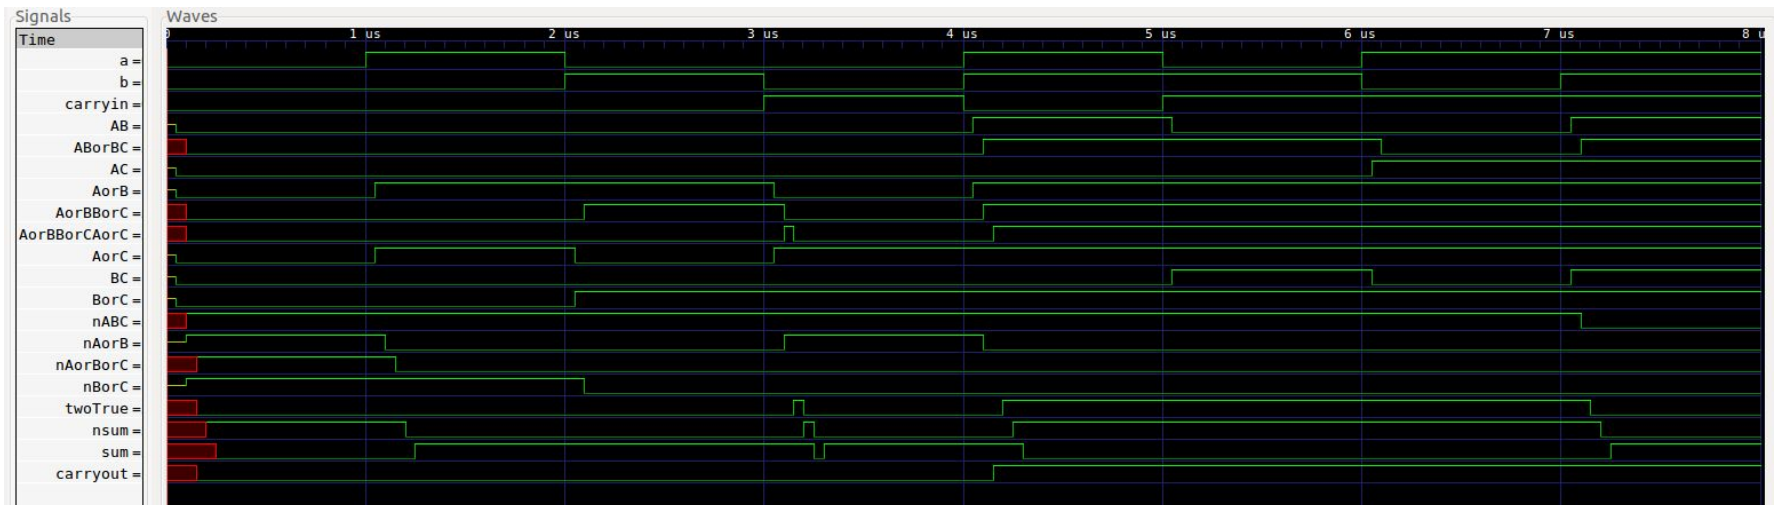 Signals Waves
Time 1 us 2 us 3 us 4 us 5 us 6 us 7 us 8 u
a =
b =
carryin =
AB =
ABorBC =
AC =
AorB =
AorBBorC =
AorBBorCAorC =
AorC =
BC =
BorC =
nABC =
nAorB =
nAorBorC =
nBorC =
twoTrue =
nsum =
sum =
carryout =